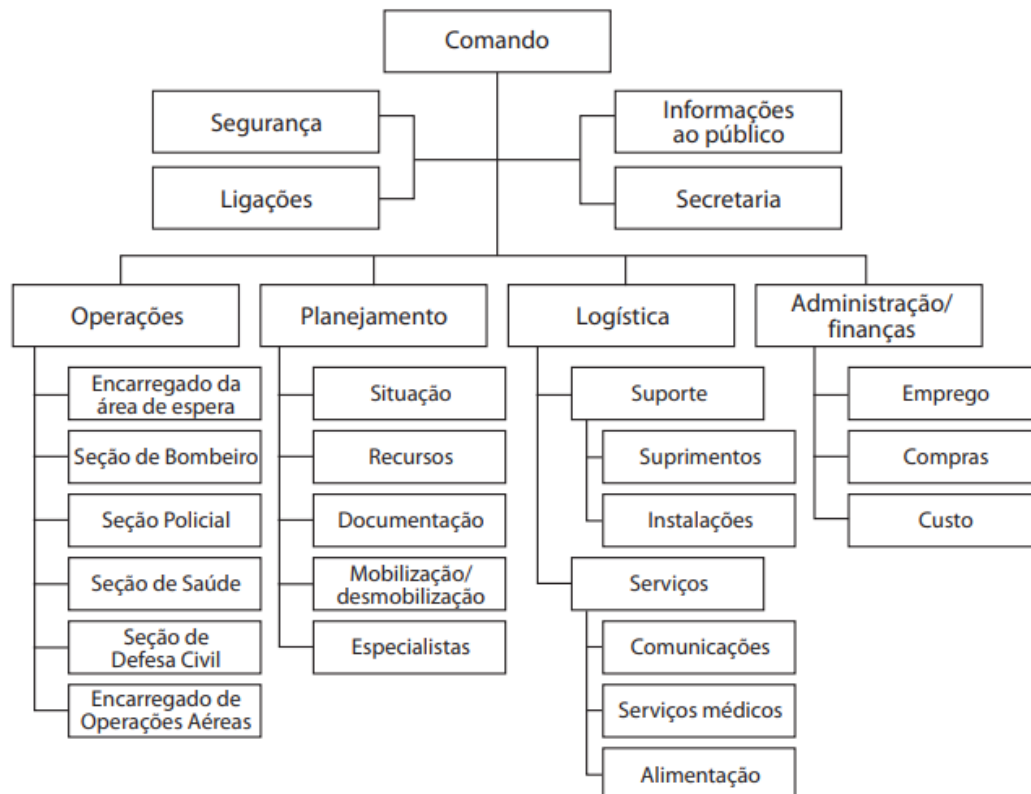 Comando
Segurança
Informações
ao público
Ligações
Secretaria
Operações
Planejamento
Logística
Administração/
finanças
Encarregado da
área de espera
Seção de Bombeiro
Seção Policial
Seção de Saúde
Seção de
Defesa Civil
Encarregado de
Operações Aéreas
Situação
Recursos
Documentação
Mobilização/
desmobilização
Especialistas
Suporte
Suprimentos
Instalações
Serviços
Comunicações
Serviços médicos
Alimentação
Emprego
Compras
Custo